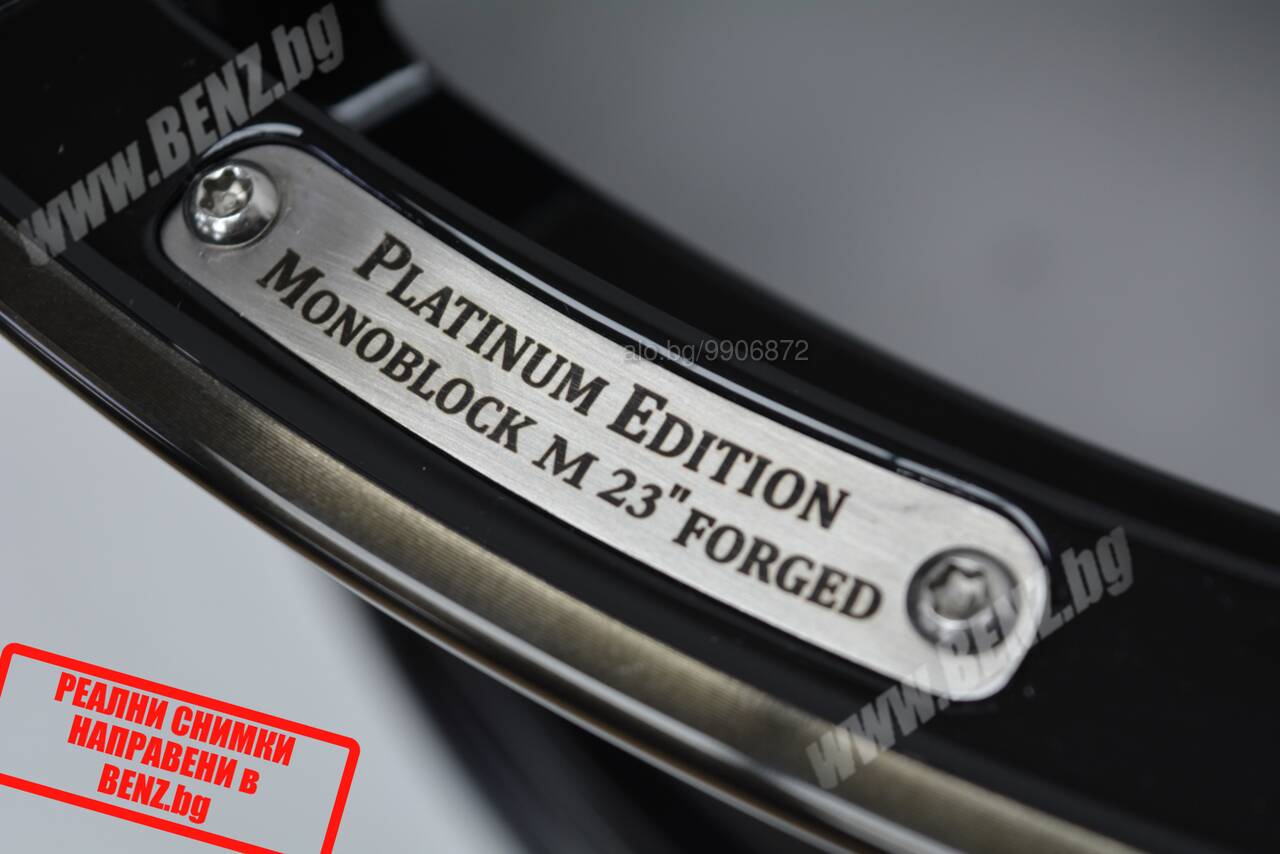 www.BENZ.bg
PLATINUM EDITION
MONOBLOCK M 23"FORGED
alo.bg/9906872
www.BENZ.bg
РЕАЛНИ СНИМКИ
НАПРАВЕНИ в
BENZ.bg